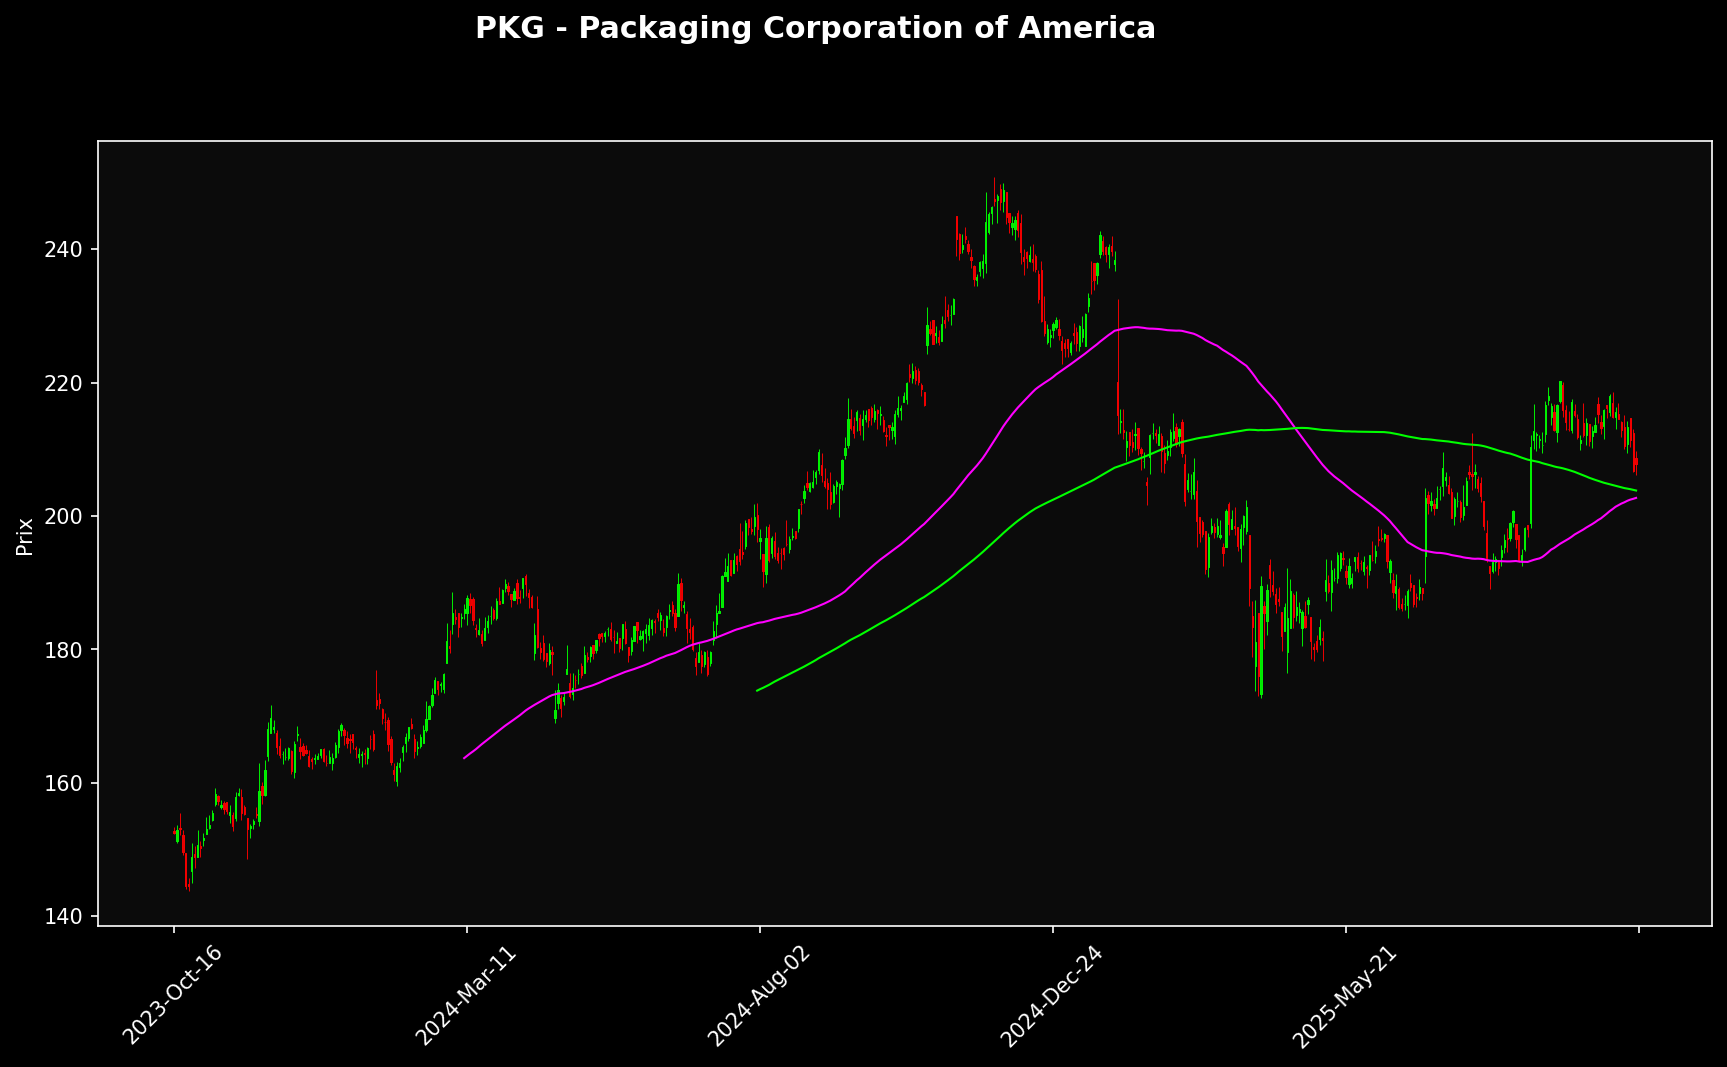 PKG - Packaging Corporation of America
Prix
240
220
200
180
160
140
2023-Oct-16
2024-Mar-11
2024-Aug-02
2024-Dec-24
2025-May-21